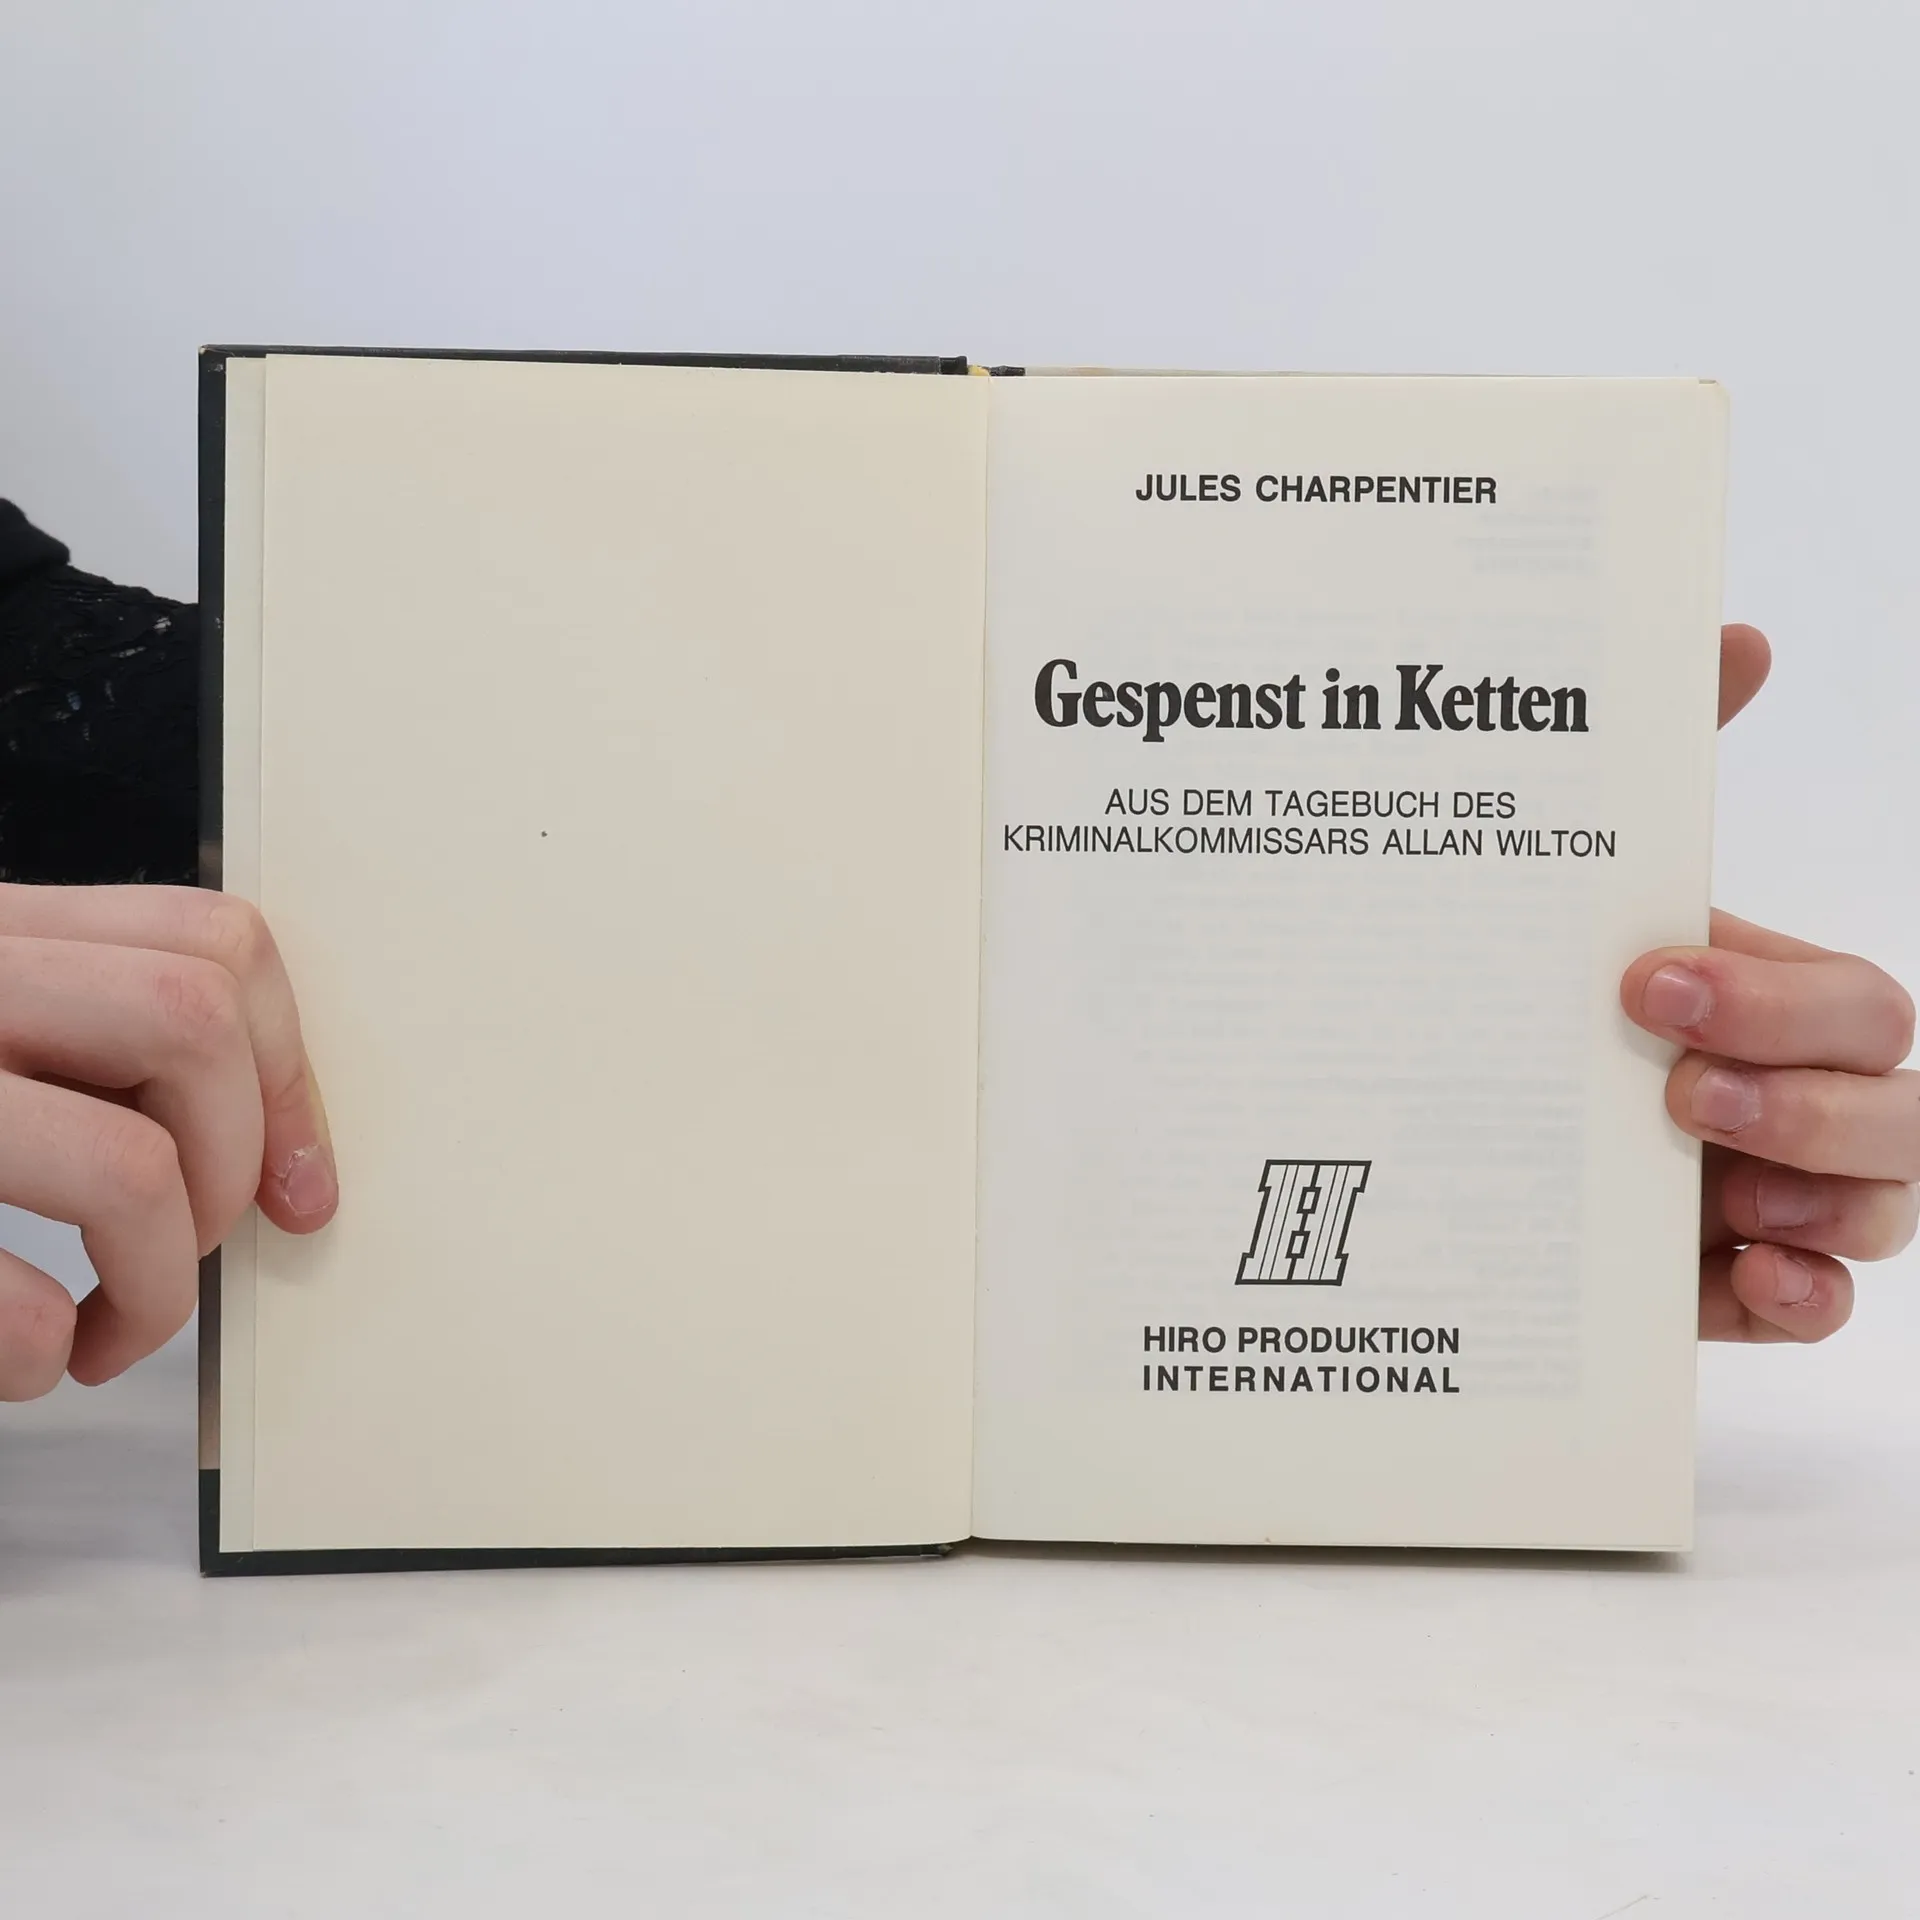 JULES CHARPENTIER
Gespenst in Ketten
AUS DEM TAGEBUCH DES
KRIMINALKOMMISSARS ALLAN WILTON
H
HIRO PRODUKTION
INTERNATIONAL